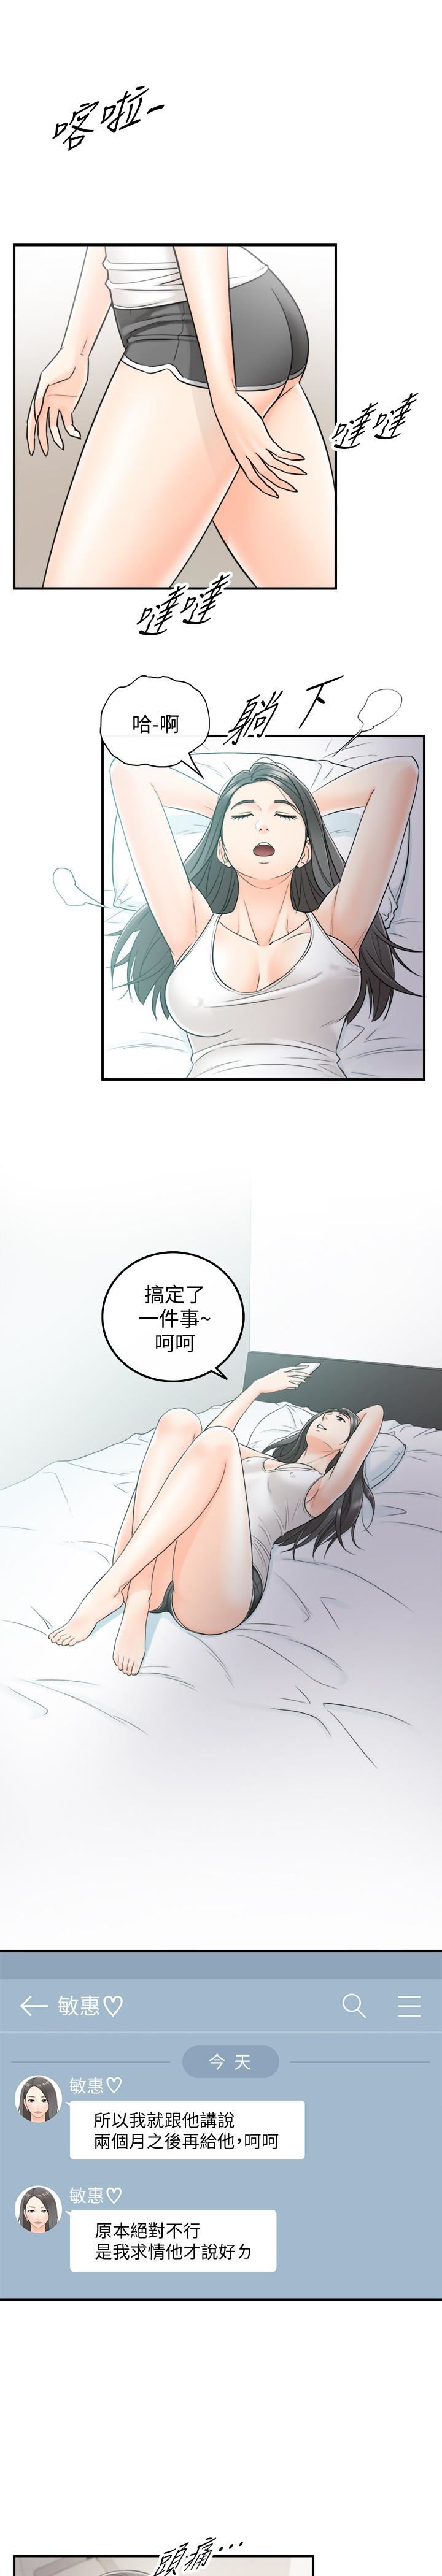 喀啦-
噠噠
噠噠
躺下
哈-啊
搞定了
一件事~
呵呵
敏惠♡
今天
敏惠♡
所以我就跟他講說
兩個月之後再給他,呵呵
敏惠♡
原本絕對不行
是我求情他才說好ㄌ
頭痛...